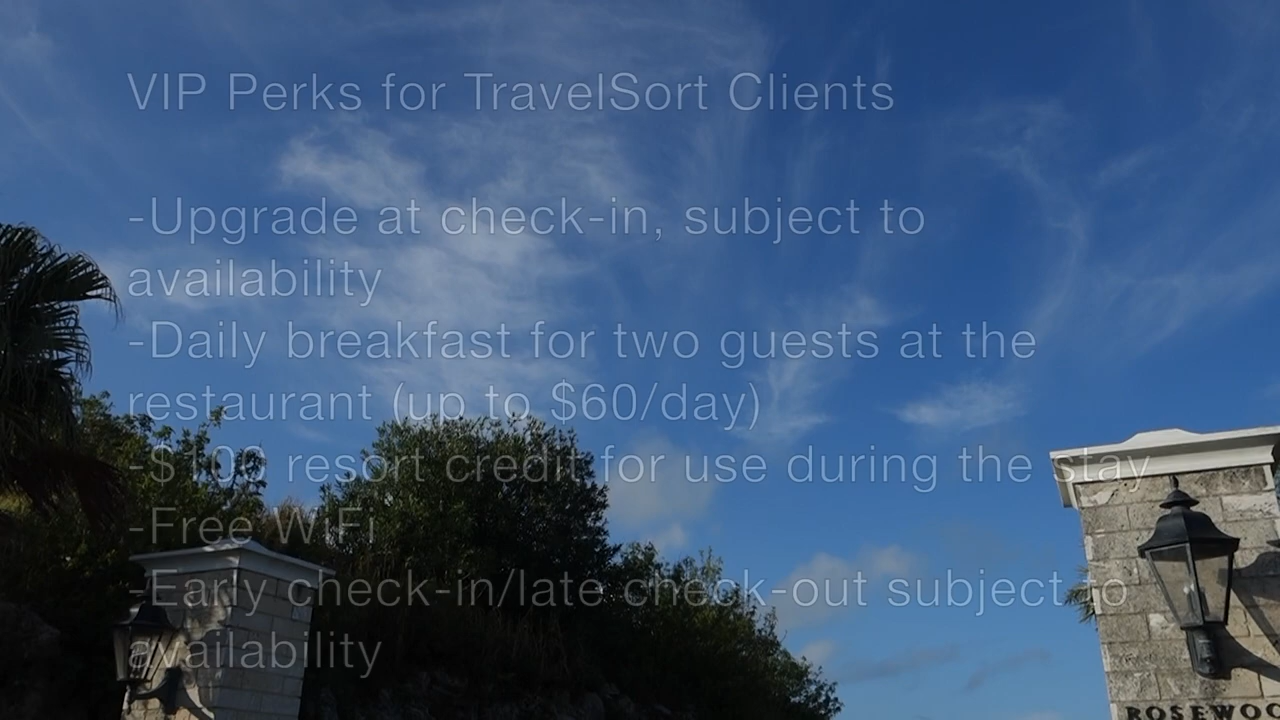 VIP Perks for TravelSort Clients
-Upgrade at check-in, subject to
availability
-Daily breakfast for two guests at the
restaurant (up to $60/day)
-$100 resort credit for use during the stay
-Free WiFi
-Early check-in/late check-out subject to
availability